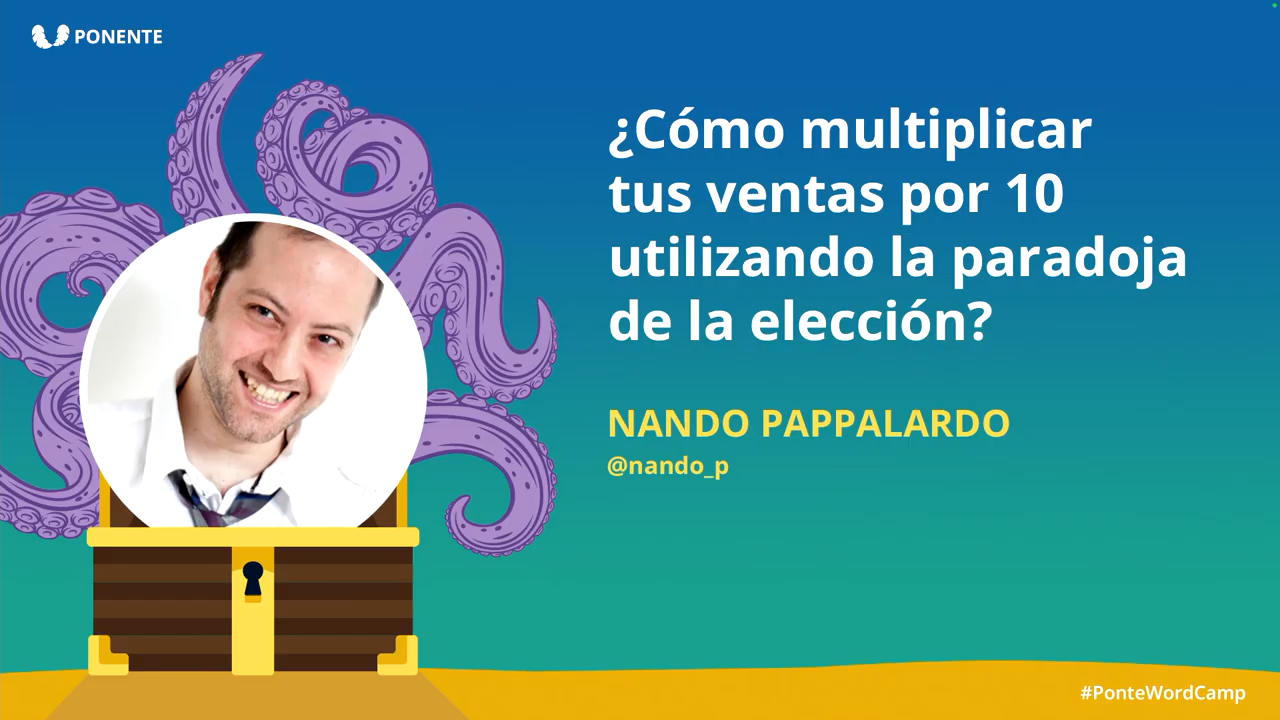 PONENTE
¿Cómo multiplicar
tus ventas por 10
utilizando la paradoja
de la elección?
NANDO PAPPALARDO
@nando_p
#PonteWordCamp